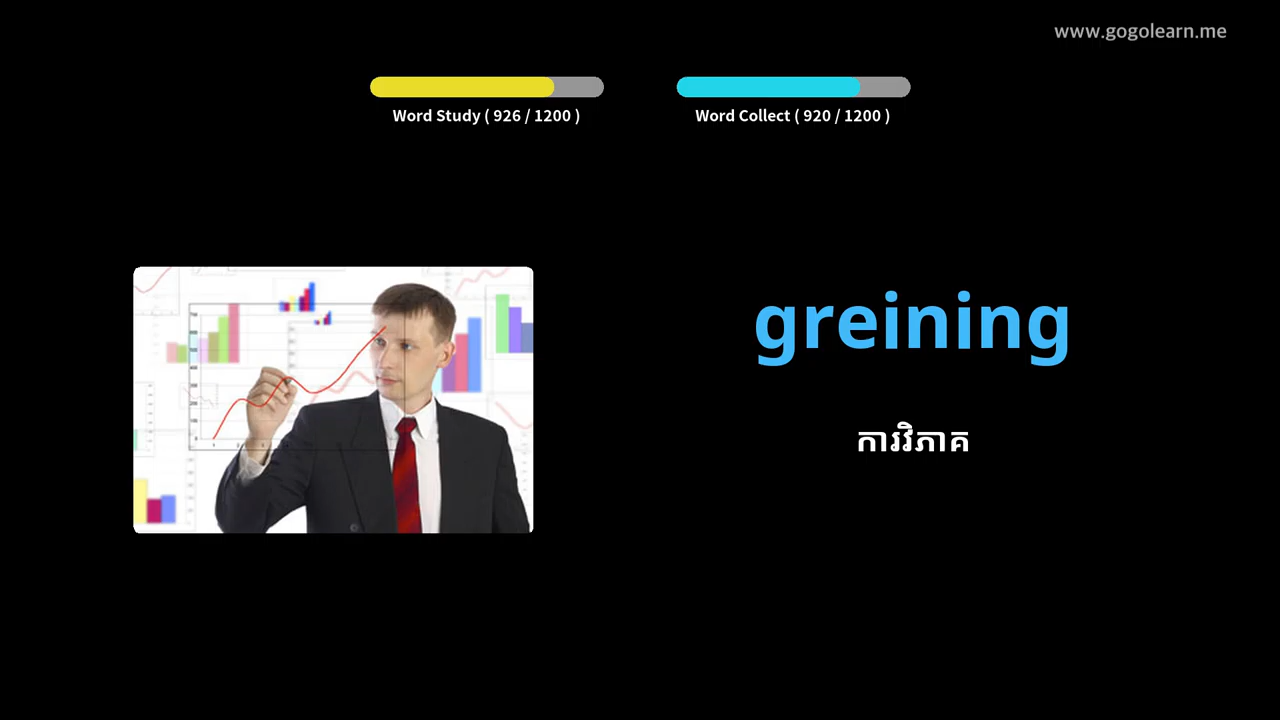 www.gogolearn.me
Word Study ( 926 / 1200 )
Word Collect ( 920 / 1200 )
greining
ការវិភាគ